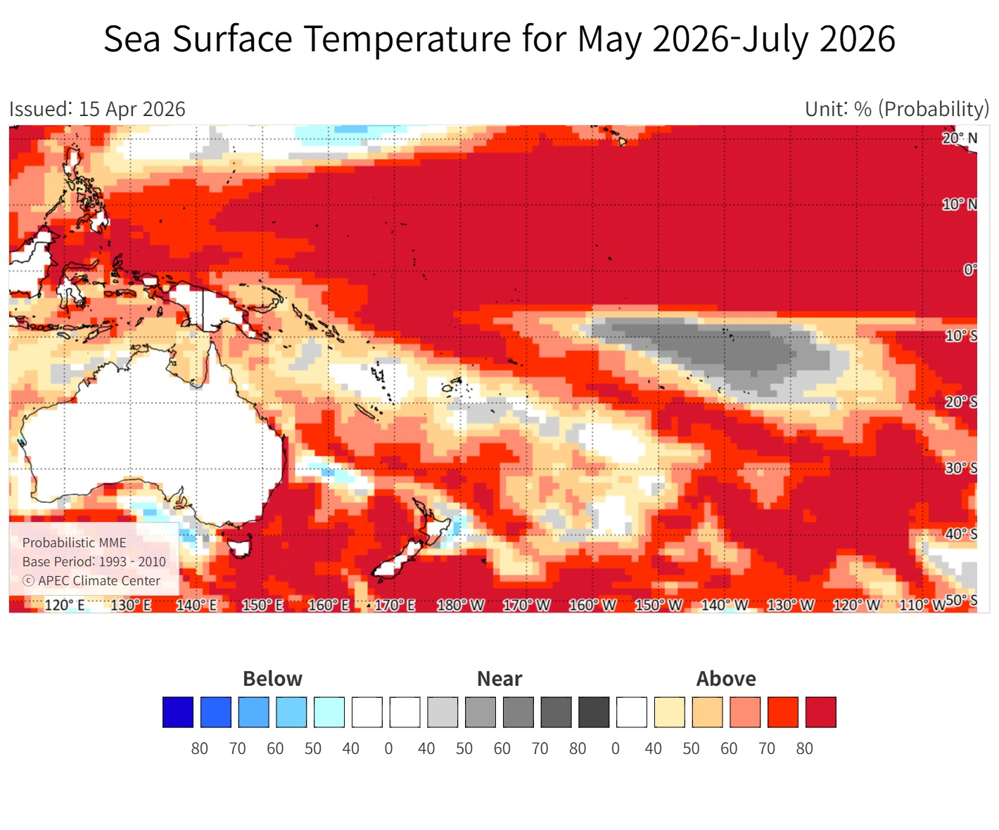 Sea Surface Temperature for May 2026-July 2026
Issued: 15 Apr 2026
Unit: % (Probability)
20° N
10° N
0°
10° S
20° S
30° S
40° S
50° S
Probabilistic MME
Base Period: 1993 - 2010
ⓒ APEC Climate Center
120° E 130° E 140° E 150° E 160° E 170° E 180° W 170° W 160° W 150° W 140° W 130° W 120° W 110° W
Below Near Above
80 70 60 50 40 0 40 50 60 70 80 0 40 50 60 70 80